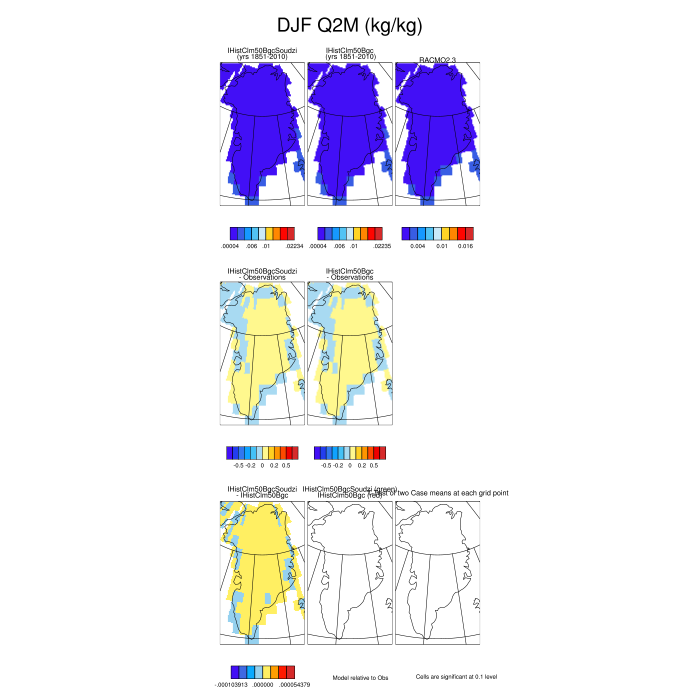 DJF Q2M (kg/kg)
IHistClm50BgcSoudzi
(yrs 1851-2010)
IHistClm50Bgc
(yrs 1851-2010)
RACMO2.3
.00004 .006 .01 .02234
.00004 .006 .01 .02235
0.004 0.01 0.016
IHistClm50BgcSoudzi
- Observations
IHistClm50Bgc
- Observations
-0.5 -0.2 0 0.2 0.5
-0.5 -0.2 0 0.2 0.5
IHistClm50BgcSoudzi
- IHistClm50Bgc
IHistClm50BgcSoudzi (green)
IHistClm50Bgc (red)
of two Case means at each grid point
-.000103913 .000000 .000054379
Model relative to Obs
Cells are significant at 0.1 level